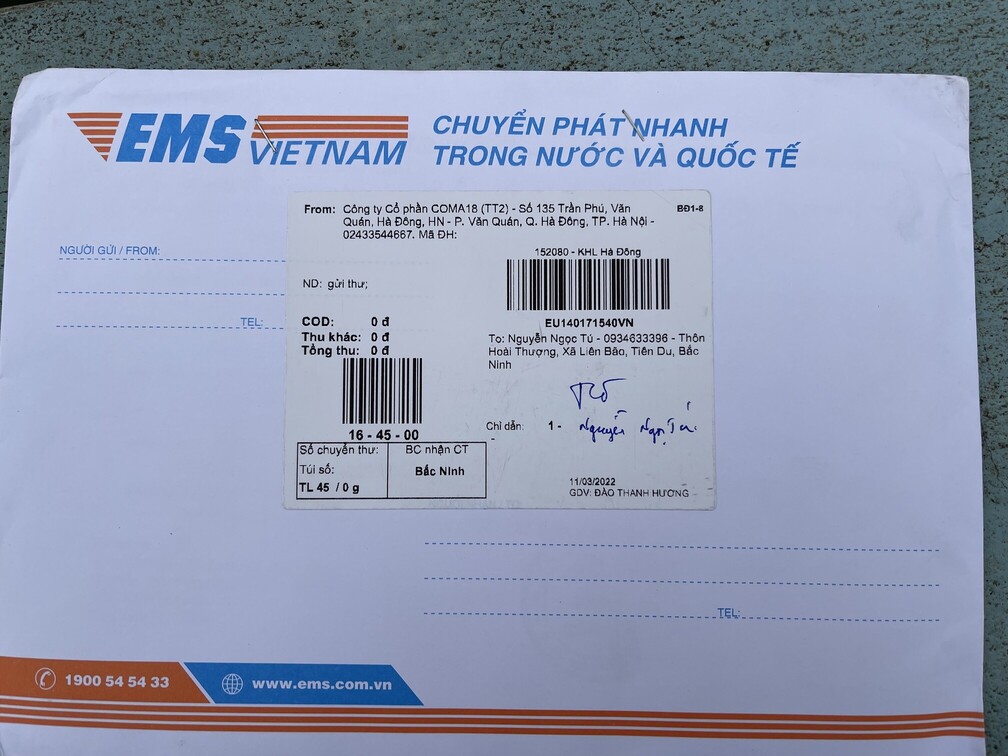 EMS VIETNAM
CHUYỂN PHÁT NHANH
TRONG NƯỚC VÀ QUỐC TẾ
From: Công ty Cổ phần COMA18 (TT2) - Số 135 Trần Phú, Văn
Quán, Hà Đông, HN - P. Văn Quán, Q. Hà Đông, TP. Hà Nội -
02433544667. Mã ĐH:
BĐ1-8
NGƯỜI GỬI / FROM:
TEL:
152080 - KHL Hà Đông
ND: gửi thư;
EU140171540VN
COD: 0 đ
Thu khác: 0 đ
Tổng thu: 0 đ
To: Nguyễn Ngọc Tú - 0934633396 - Thôn
Hoài Thượng, Xã Liên Bão, Tiên Du, Bắc
Ninh
16 - 45 - 00
Chỉ dẫn: 1 - Nguyễn Ngọc Tú
-
Số chuyến thư:
Túi số:
TL 45 / 0 g
BC nhận CT
Bắc Ninh
11/03/2022
GDV: ĐÀO THANH HƯƠNG
TEL:
1900 54 54 33
www.ems.com.vn